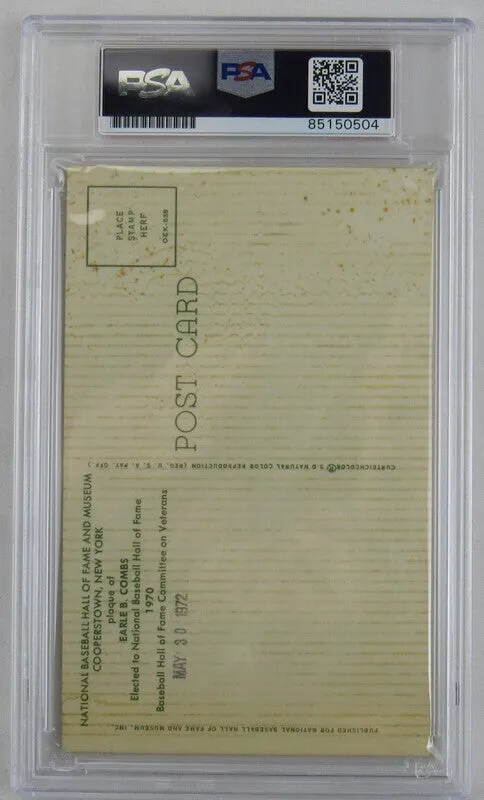 PSA
PSA
85150504
PLACE
STAMP
HERE
OEK-538
POST CARD
CURTEICHCOLOR® 3-D NATURAL COLOR REPRODUCTION (REG. U. S. A. PAT. OFF.)
NATIONAL BASEBALL HALL OF FAME AND MUSEUM
COOPERSTOWN, NEW YORK
plaque of
EARLE B. COMBS
Elected to National Baseball Hall of Fame
1970
Baseball Hall of Fame Committee on Veterans
MAY 30 1972
PUBLISHED FOR NATIONAL BASEBALL HALL OF FAME AND MUSEUM, INC.